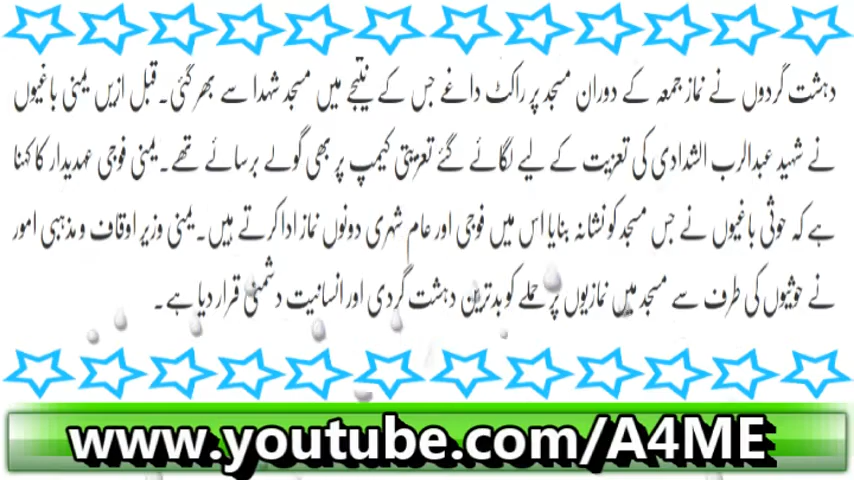 دہشت گردوں نے نماز جمعہ کے دوران مسجد پر راکٹ داغے جس کے نتیجے میں مسجد شہدا سے بھر گئی۔ قبل ازیں یمنی باغیوں
نے شہید عبدالرب الشدادی کی تعزیت کے لیے لگائے گئے تعزیتی کیمپ پر بھی گولے برسائے تھے۔ یمنی فوجی عہدیدار کا کہنا
ہے کہ حوثی باغیوں نے جس مسجد کو نشانہ بنایا اس میں فوجی اور عام شہری دونوں نماز ادا کرتے ہیں۔ یمنی وزیر اوقاف و مذہبی امور
نے حوثیوں کی طرف سے مسجد میں نمازیوں پر حملے کو بدترین دہشت گردی اور انسانیت دشمنی قرار دیا ہے۔
www.youtube.com/A4ME